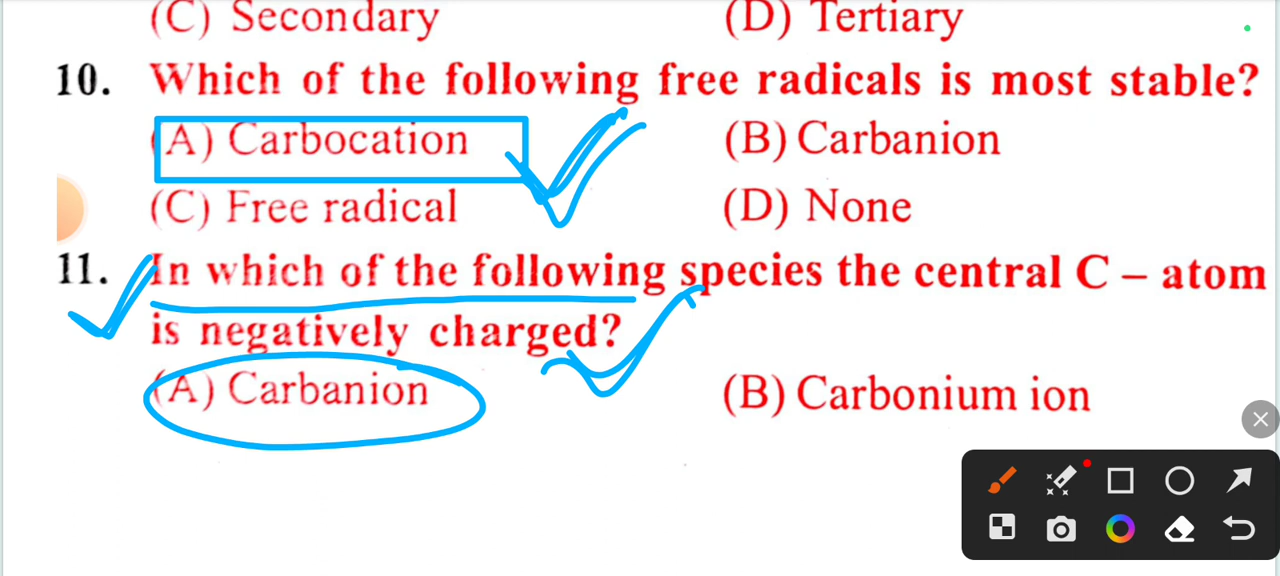 (C) Secondary (D) Tertiary
10. Which of the following free radicals is most stable?
(A) Carbocation (B) Carbanion
(C) Free radical (D) None
11. In which of the following species the central C – atom
is negatively charged?
(A) Carbanion (B) Carbonium ion